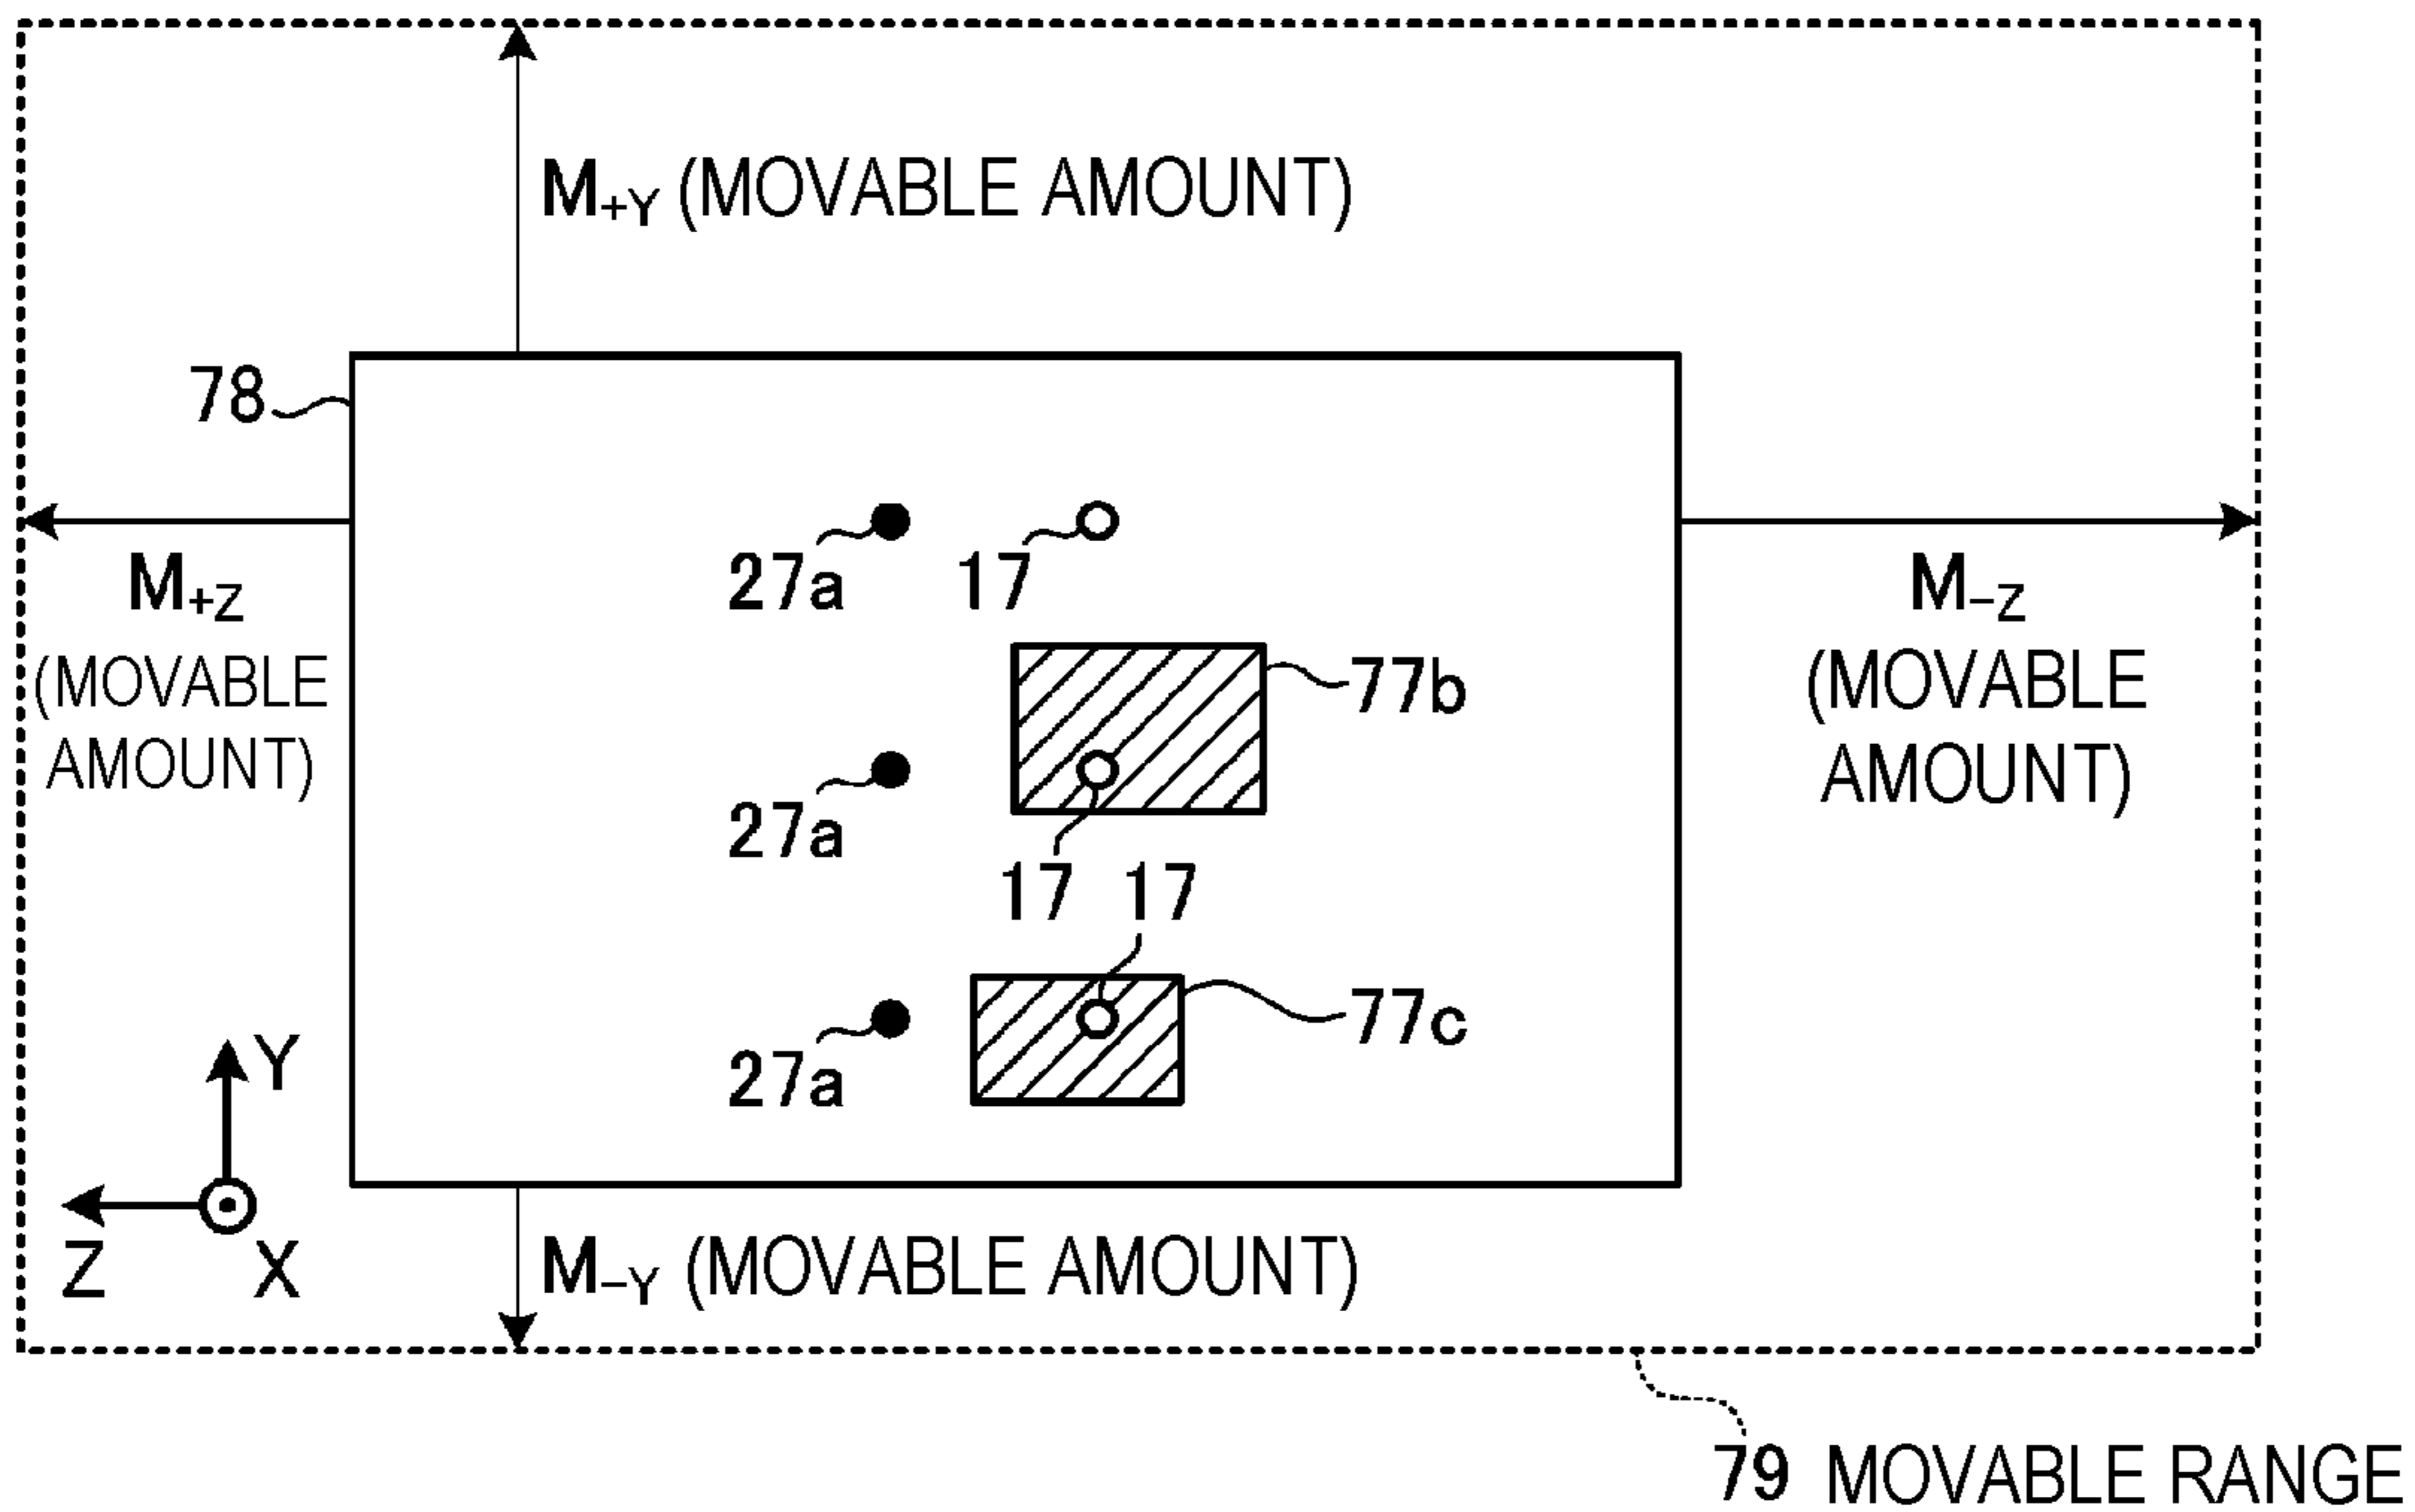 M+Y (MOVABLE AMOUNT)
78
27a
17
M+Z
(MOVABLE
AMOUNT)
M−Z
(MOVABLE
AMOUNT)
77b
27a
17
17
77c
27a
Y
Z
X
M−Y (MOVABLE AMOUNT)
79 MOVABLE RANGE